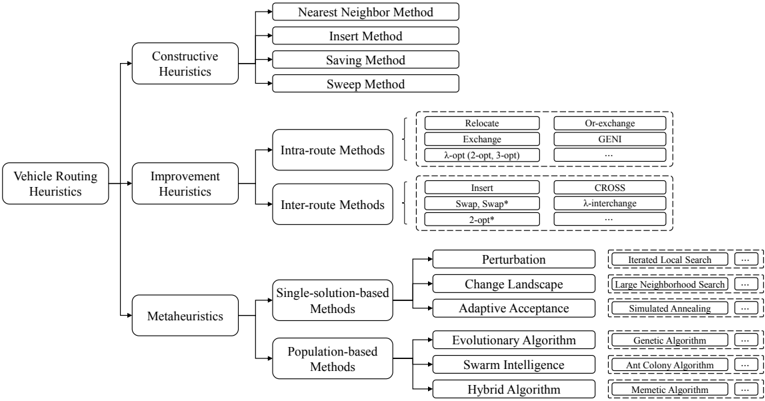 Vehicle Routing
Heuristics
Constructive
Heuristics
Nearest Neighbor Method
Insert Method
Saving Method
Sweep Method
Improvement
Heuristics
Intra-route Methods
Relocate
Or-exchange
Exchange
GENI
λ-opt (2-opt, 3-opt)
...
Inter-route Methods
Insert
CROSS
Swap, Swap*
λ-interchange
2-opt*
...
Metaheuristics
Single-solution-based
Methods
Perturbation
Iterated Local Search
...
Change Landscape
Large Neighborhood Search
...
Adaptive Acceptance
Simulated Annealing
...
Population-based
Methods
Evolutionary Algorithm
Genetic Algorithm
...
Swarm Intelligence
Ant Colony Algorithm
...
Hybrid Algorithm
Memetic Algorithm
...